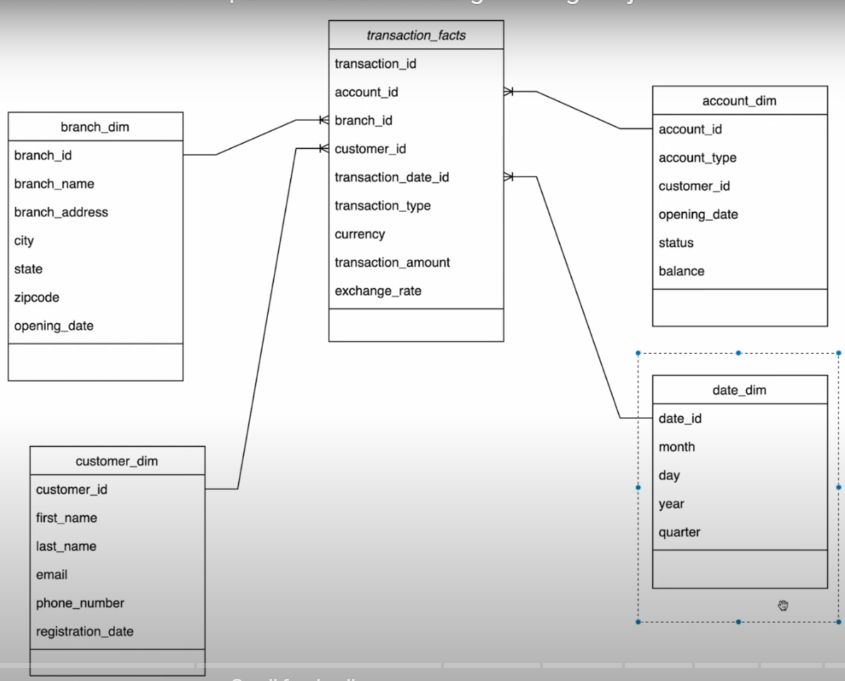 transaction_facts
transaction_id
account_id
branch_id
customer_id
transaction_date_id
transaction_type
currency
transaction_amount
exchange_rate
branch_dim
branch_id
branch_name
branch_address
city
state
zipcode
opening_date
account_dim
account_id
account_type
customer_id
opening_date
status
balance
customer_dim
customer_id
first_name
last_name
email
phone_number
registration_date
date_dim
date_id
month
day
year
quarter